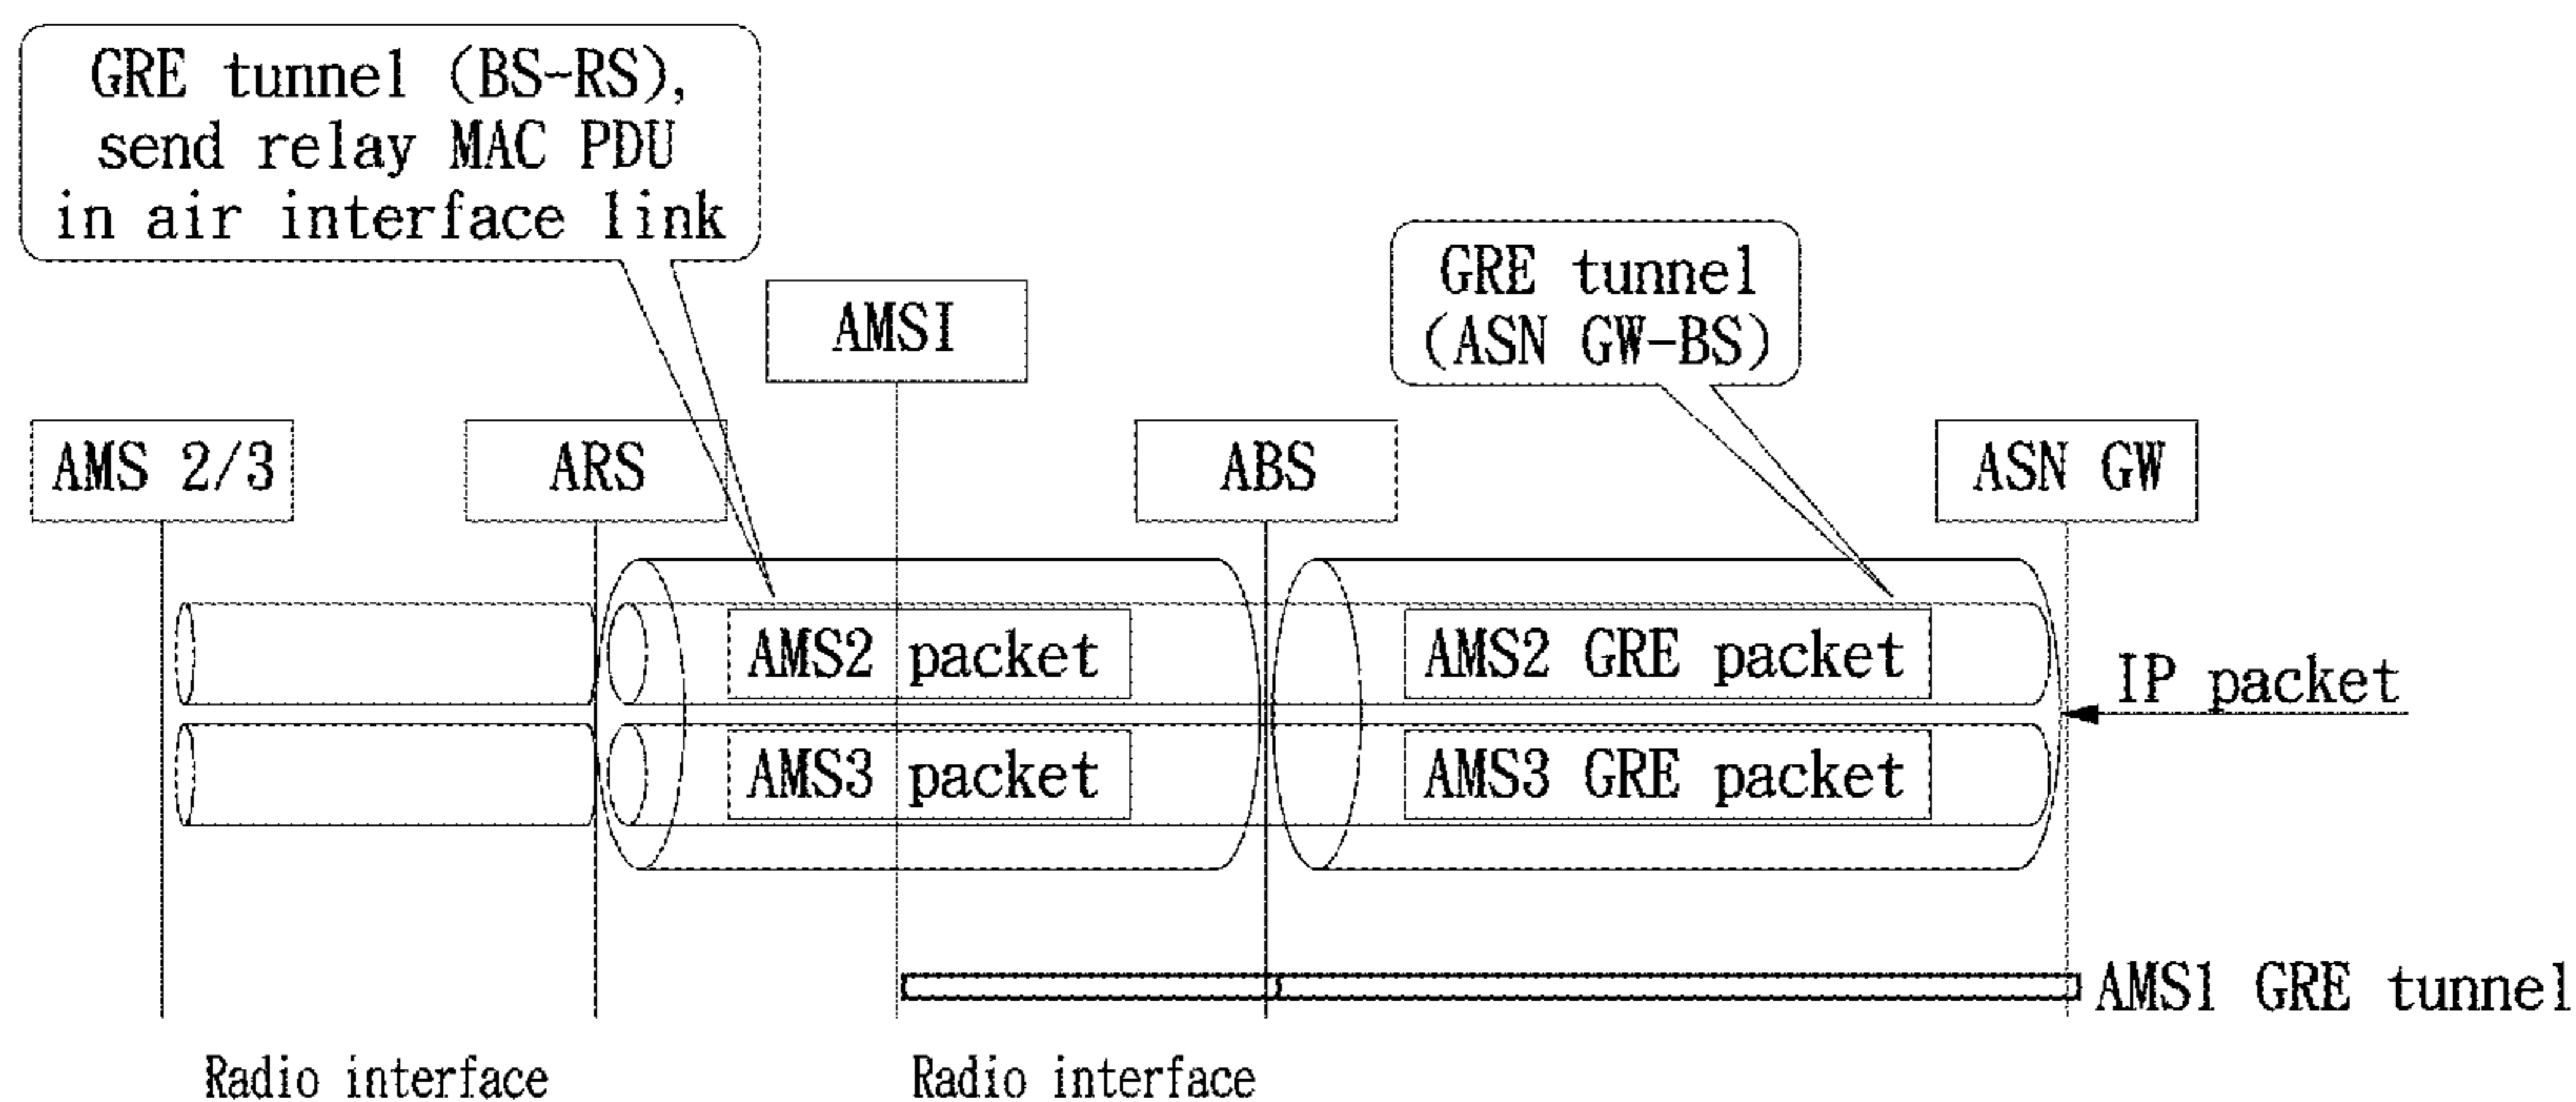 GRE tunnel (BS-RS),
send relay MAC PDU
in air interface link
GRE tunnel
(ASN GW-BS)
AMSI
AMS 2/3
ARS
ABS
ASN GW
AMS2 packet
AMS2 GRE packet
IP packet
AMS3 packet
AMS3 GRE packet
AMS1 GRE tunnel
Radio interface
Radio interface